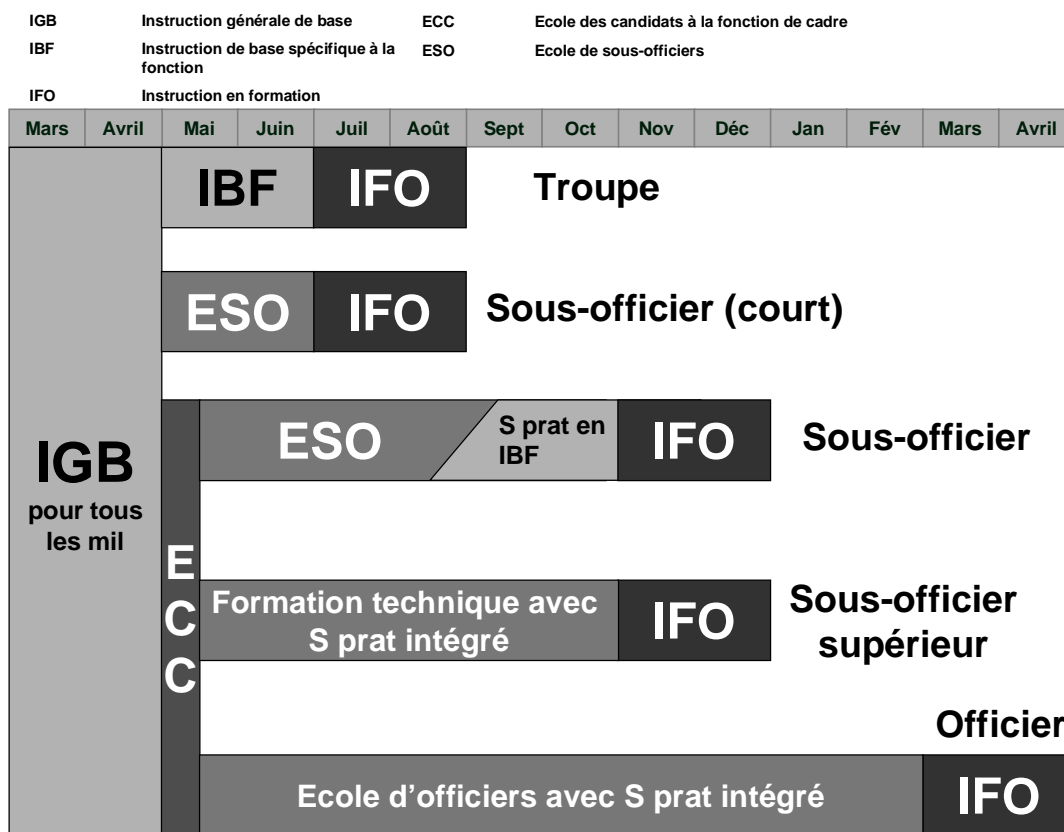 IGB Instruction générale de base ECC Ecole des candidats à la fonction de cadre
IBF Instruction de base spécifique à la ESO Ecole de sous-officiers
fonction
IFO Instruction en formation
Mars Avril Mai Juin Juil Août Sept Oct Nov Déc Jan Fév Mars Avril
IBF IFO Troupe
ESO IFO Sous-officier (court)
ESO S prat en IFO Sous-officier
IBF
IGB
pour tous
les mil
E
C
C
Formation technique avec IFO Sous-officier
S prat intégré supérieur
Officier
Ecole d’officiers avec S prat intégré IFO